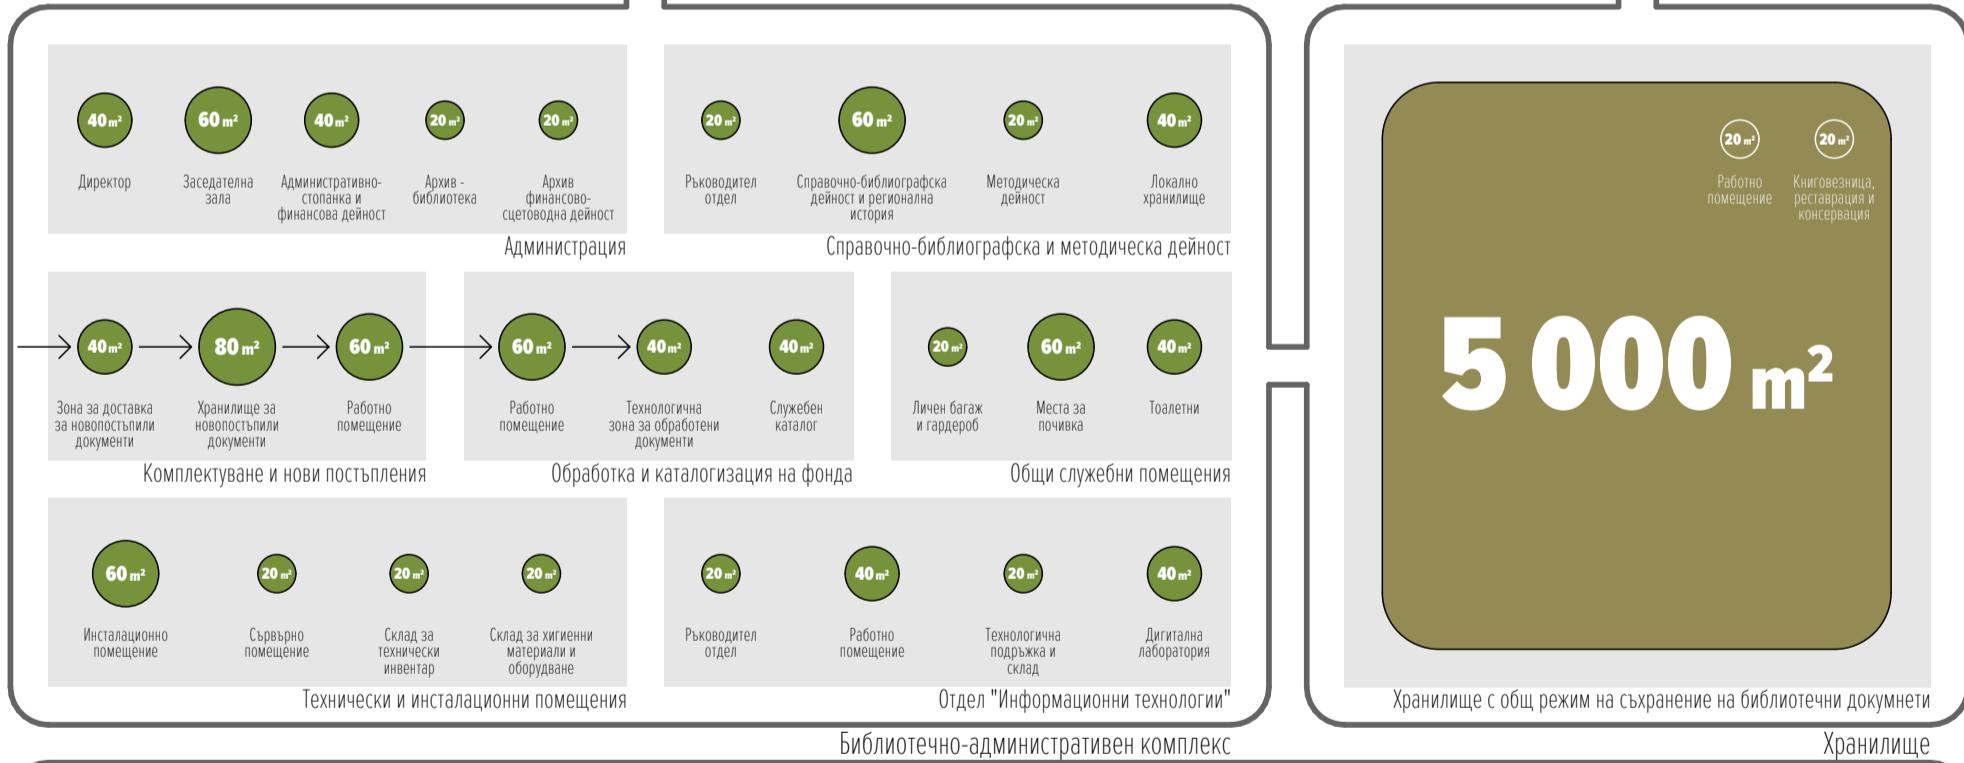 40 m²
60 m²
40 m²
20 m²
20 m²
Директор
Заседателна
зала
Административно-
стопанка и
финансова дейност
Архив -
библиотека
Архив
финансово-
сцетоводна дейност
Администрация
20 m²
60 m²
20 m²
40 m²
Ръководител
отдел
Справочно-библиографска
дейност и регионална
история
Методическа
дейност
Локално
хранилище
Справочно-библиографска и методическа дейност
40 m²
80 m²
60 m²
Зона за доставка
за новопостъпили
документи
Хранилище за
новопостъпили
документи
Работно
помещение
Комплектуване и нови постъпления
60 m²
40 m²
40 m²
Работно
помещение
Технологична
зона за обработени
документи
Служебен
каталог
Обработка и каталогизация на фонда
20 m²
60 m²
40 m²
Личен багаж
и гардероб
Места за
почивка
Тоалетни
Общи служебни помещения
60 m²
20 m²
20 m²
20 m²
Инсталационно
помещение
Сървърно
помещение
Склад за
технически
инвентар
Склад за хигиенни
материали и
оборудване
Технически и инсталационни помещения
20 m²
40 m²
20 m²
40 m²
Ръководител
отдел
Работно
помещение
Технологична
подръжка и
склад
Дигитална
лаборатория
Отдел "Информационни технологии"
Библиотечно-административен комплекс
20 m²
20 m²
Работно
помещение
Книговезница,
реставрация и
консервация
5 000 m²
Хранилище с общ режим на съхранение на библиотечни докумнети
Хранилище